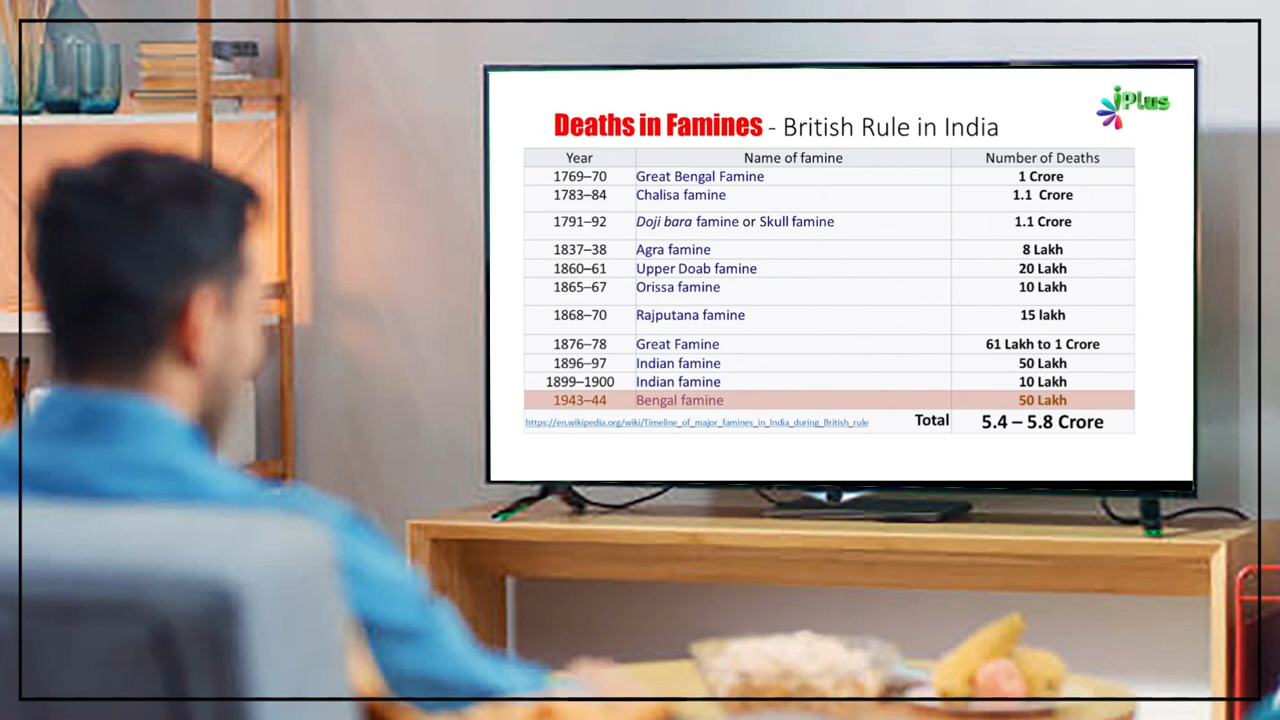 iPlus
Deaths in Famines - British Rule in India
Year Name of famine Number of Deaths
1769–70 Great Bengal Famine 1 Crore
1783–84 Chalisa famine 1.1 Crore
1791–92 Doji bara famine or Skull famine 1.1 Crore
1837–38 Agra famine 8 Lakh
1860–61 Upper Doab famine 20 Lakh
1865–67 Orissa famine 10 Lakh
1868–70 Rajputana famine 15 lakh
1876–78 Great Famine 61 Lakh to 1 Crore
1896–97 Indian famine 50 Lakh
1899–1900 Indian famine 10 Lakh
1943–44 Bengal famine 50 Lakh
https://en.wikipedia.org/wiki/Timeline_of_major_famines_in_India_during_British_rule Total 5.4 – 5.8 Crore